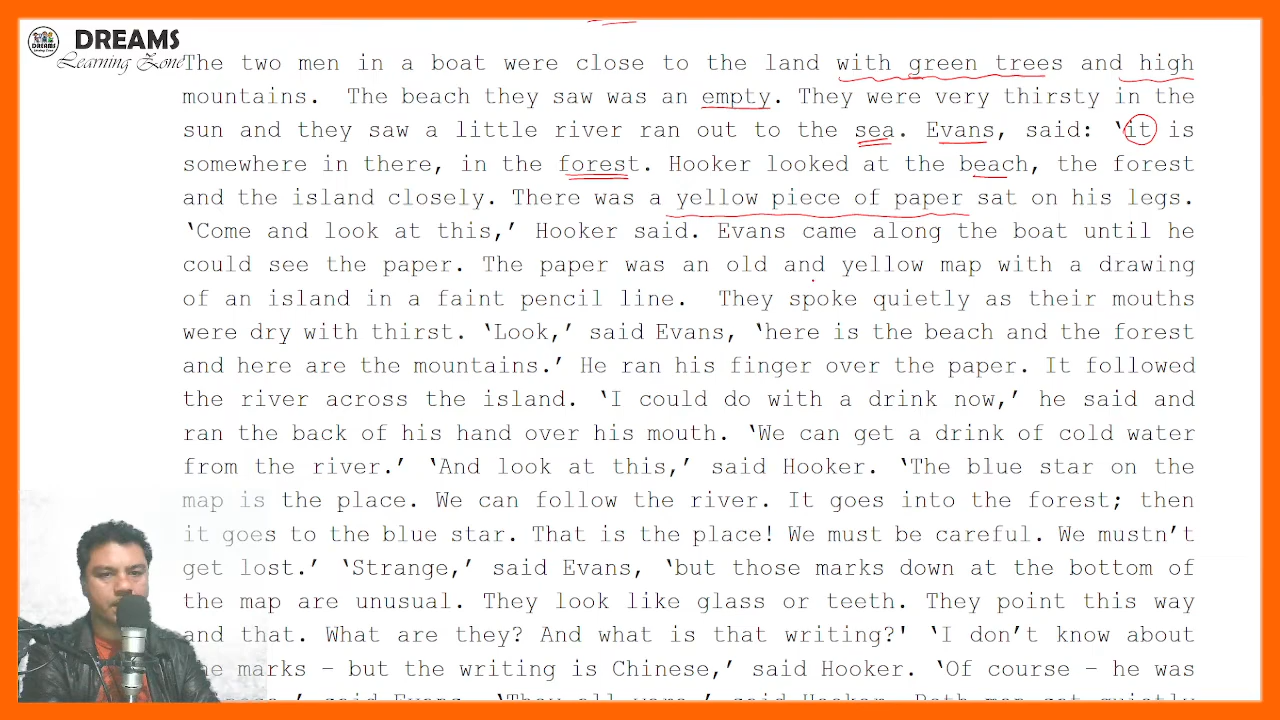 DREAMS
Learning Zone
The two men in a boat were close to the land with green trees and high
mountains. The beach they saw was an empty. They were very thirsty in the
sun and they saw a little river ran out to the sea. Evans, said: ‘it is
somewhere in there, in the forest. Hooker looked at the beach, the forest
and the island closely. There was a yellow piece of paper sat on his legs.
‘Come and look at this,’ Hooker said. Evans came along the boat until he
could see the paper. The paper was an old and yellow map with a drawing
of an island in a faint pencil line. They spoke quietly as their mouths
were dry with thirst. ‘Look,’ said Evans, ‘here is the beach and the forest
and here are the mountains.’ He ran his finger over the paper. It followed
the river across the island. ‘I could do with a drink now,’ he said and
ran the back of his hand over his mouth. ‘We can get a drink of cold water
from the river.’ ‘And look at this,’ said Hooker. ‘The blue star on the
map is the place. We can follow the river. It goes into the forest; then
it goes to the blue star. That is the place! We must be careful. We mustn’t
get lost.’ ‘Strange,’ said Evans, ‘but those marks down at the bottom of
the map are unusual. They look like glass or teeth. They point this way
and that. What are they? And what is that writing?' ‘I don’t know about
marks – but the writing is Chinese,’ said Hooker. ‘Of course – he was